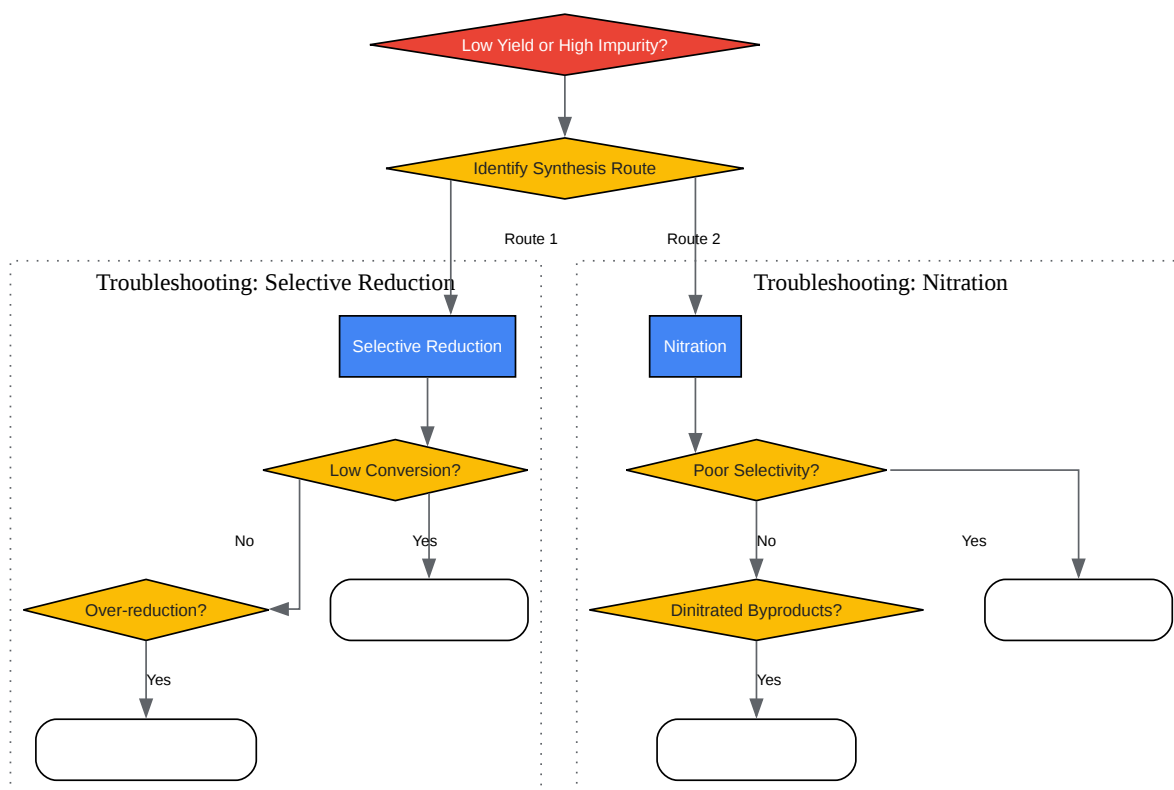 Low Yield or High Impurity?
Identify Synthesis Route
Route 1
Route 2
Troubleshooting: Selective Reduction
Troubleshooting: Nitration
Selective Reduction
Nitration
Low Conversion?
Poor Selectivity?
No
Yes
No
Yes
Over-reduction?
Dinitrated Byproducts?
Yes
Yes